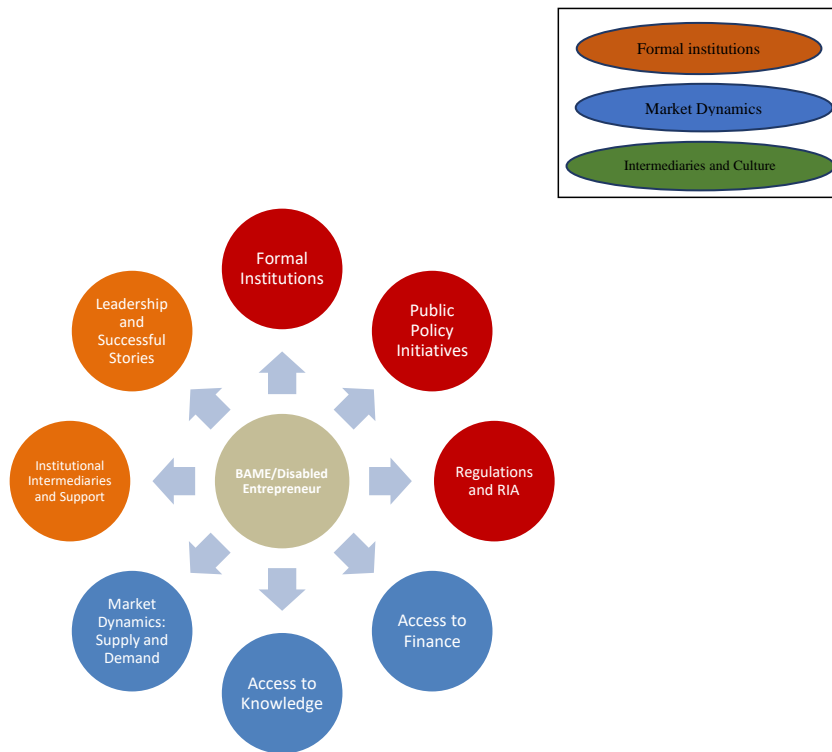 Formal institutions
Market Dynamics
Intermediaries and Culture
Formal
Institutions
Public
Policy
Initiatives
Regulations
and RIA
Access to
Finance
Access to
Knowledge
Market
Dynamics:
Supply and
Demand
Institutional
Intermediaries
and Support
Leadership
and
Successful
Stories
BAME/Disabled
Entrepreneur